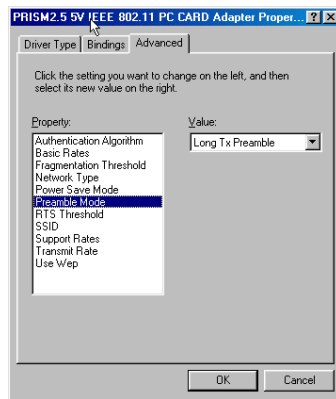 PRISM2.5 5V IEEE 802.11 PC CARD Adapter Proper...
Driver Type
Bindings
Advanced
Click the setting you want to change on the left, and then
select its new value on the right.
Property:
Authentication Algorithm
Basic Rates
Fragmentation Threshold
Network Type
Power Save Mode
Preamble Mode
RTS Threshold
SSID
Support Rates
Transmit Rate
Use Wep
Value:
Long Tx Preamble
OK
Cancel